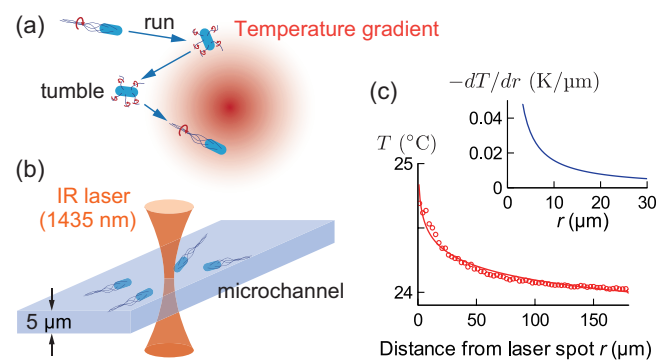 (a)
run
Temperature gradient
tumble
(b)
IR laser
(1435 nm)
microchannel
5 µm
(c)
−dT/dr (K/µm)
0.04
0.02
0.00
0
10
20
30
r (µm)
T (°C)
25
24
0
50
100
150
Distance from laser spot r (µm)